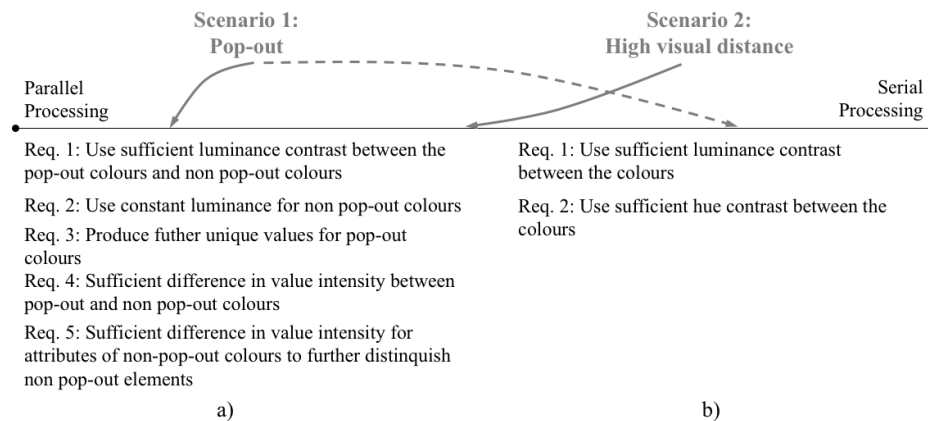 Scenario 1:
Pop-out
Scenario 2:
High visual distance
Parallel
Processing
Serial
Processing
Req. 1: Use sufficient luminance contrast between the
pop-out colours and non pop-out colours
Req. 2: Use constant luminance for non pop-out colours
Req. 3: Produce futher unique values for pop-out
colours
Req. 4: Sufficient difference in value intensity between
pop-out and non pop-out colours
Req. 5: Sufficient difference in value intensity for
attributes of non-pop-out colours to further distinquish
non pop-out elements
a)
Req. 1: Use sufficient luminance contrast
between the colours
Req. 2: Use sufficient hue contrast between the
colours
b)